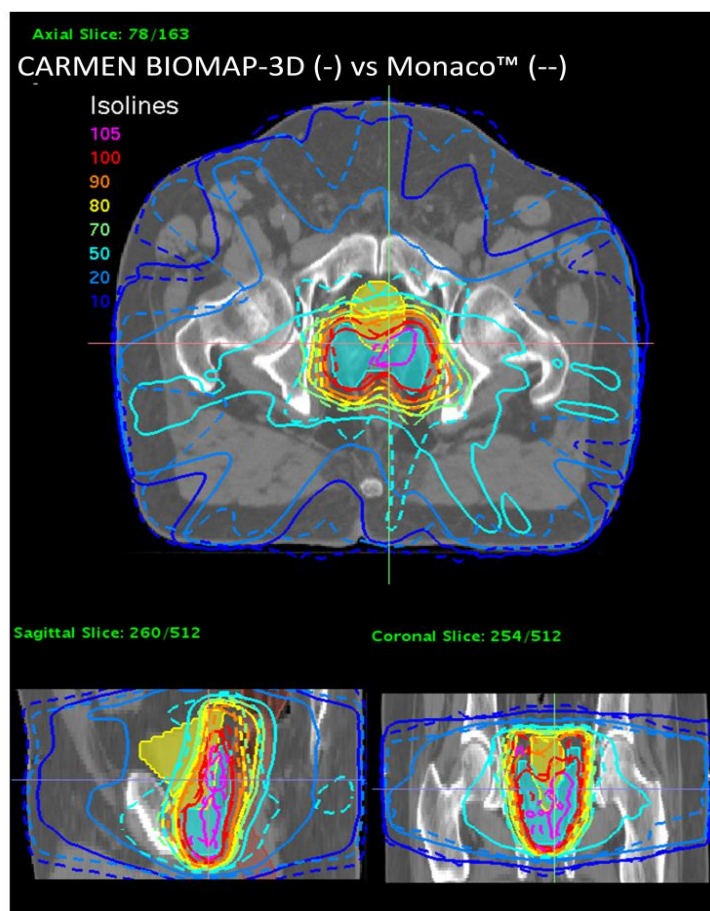 Axial Slice: 78/163
CARMEN BIOMAP-3D (-) vs Monaco™ (--)
Isolines
105
100
90
80
70
50
20
10
Sagittal Slice: 260/512
Coronal Slice: 254/512